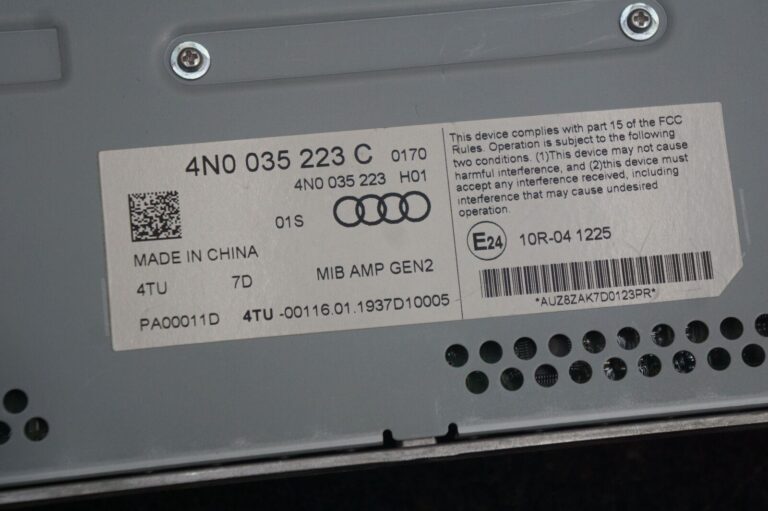 4N0 035 223 C 0170
4N0 035 223 H01
01S
MADE IN CHINA
4TU 7D
MIB AMP GEN2
PA00011D 4TU -00116.01.1937D10005
This device complies with part 15 of the FCC
Rules. Operation is subject to the following
two conditions. (1)This device may not cause
harmful interference, and (2)this device must
accept any interference received, including
interference that may cause undesired
operation.
E24 10R-04 1225
*AUZ8ZAK7D0123PR*